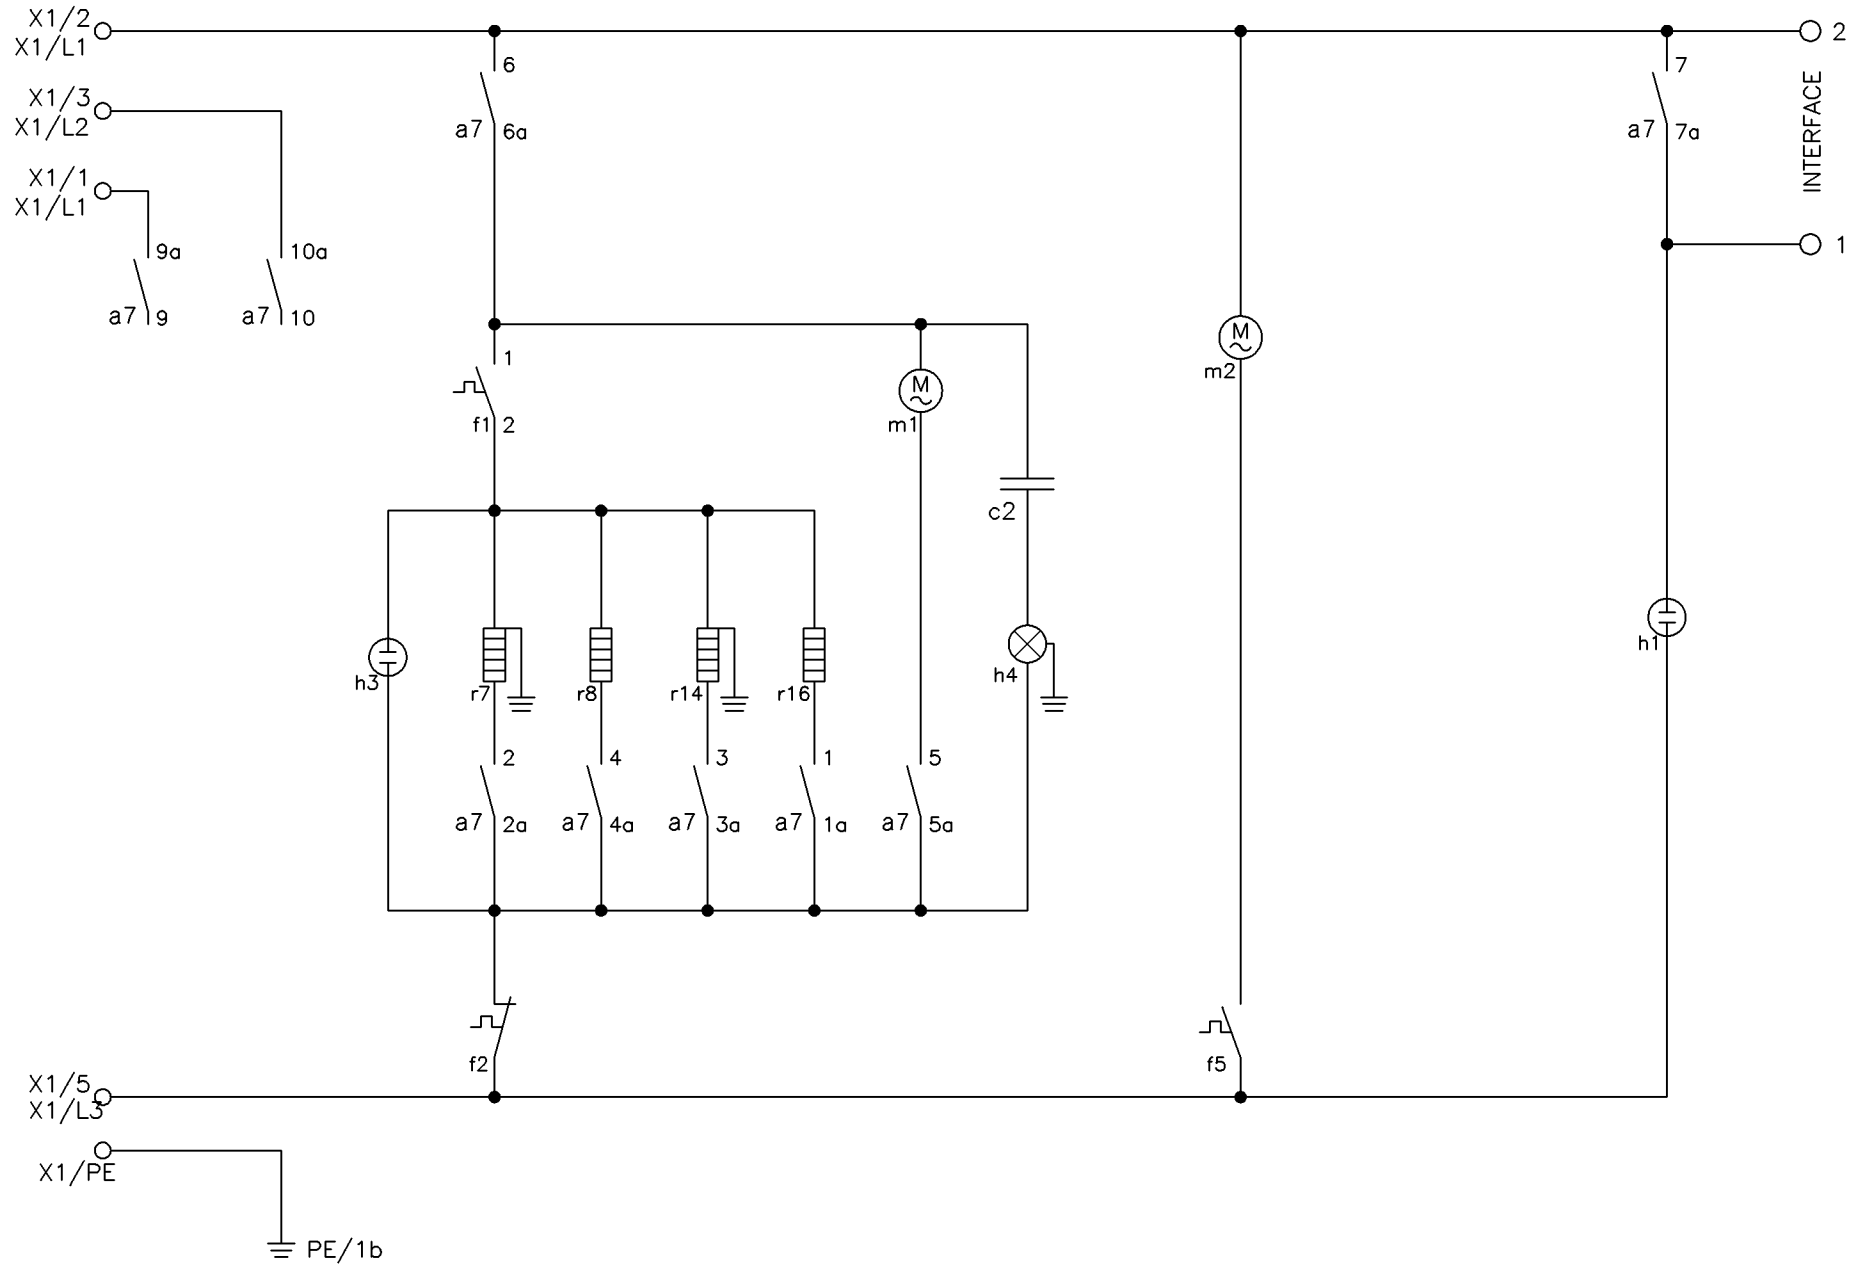 X1/2
X1/L1
2
6
7
a7 6a
a7 7a
INTERFACE
X1/3
X1/L2
X1/1
X1/L1
1
9a
10a
a7 9
a7 10
1
f1 2
M
m1
M
m2
c2
h3
r7
r8
r14
r16
h4
h1
2
4
3
1
5
a7 2a
a7 4a
a7 3a
a7 1a
a7 5a
f2
f5
X1/5
X1/L3
X1/PE
PE/1b